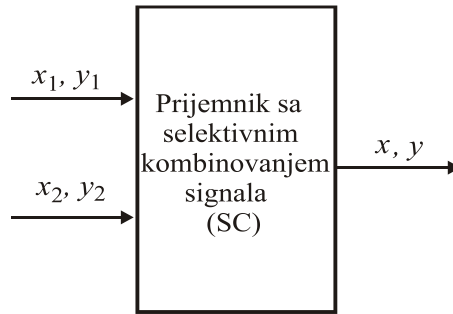 x₁, y₁
x₂, y₂
Prijemnik sa
selektivnim
kombinovanjem
signala
(SC)
x, y